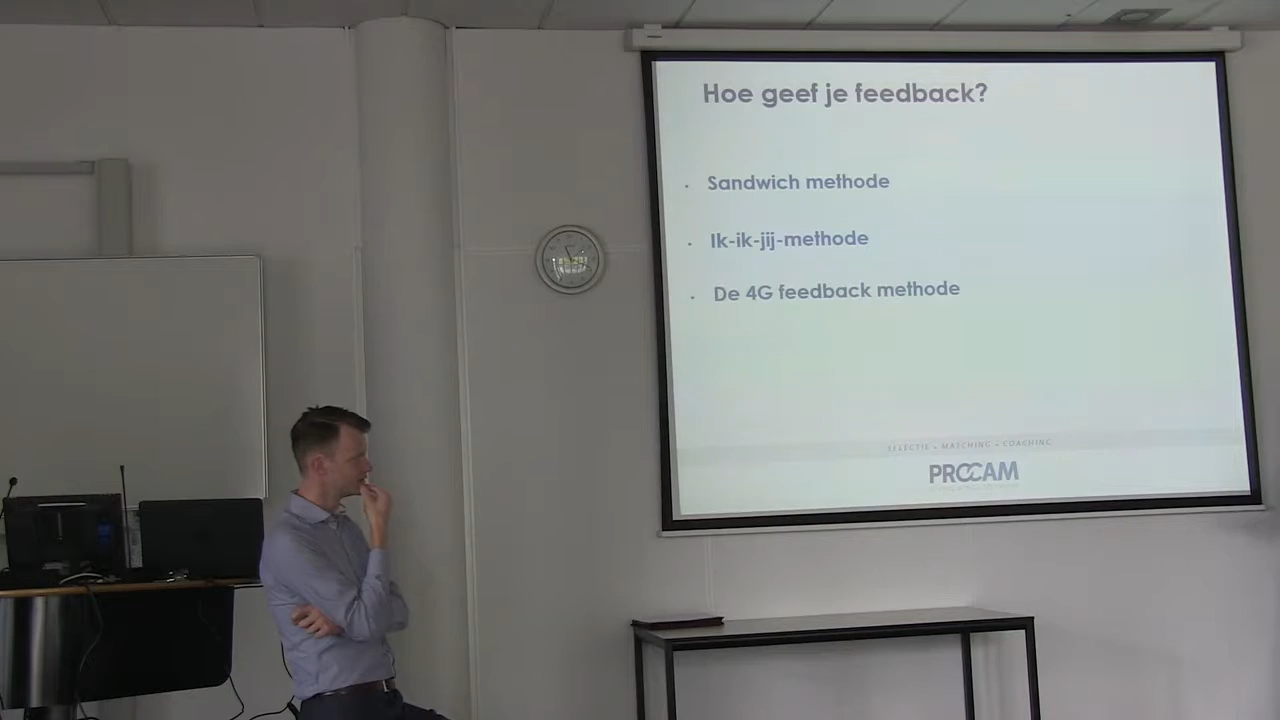 Hoe geef je feedback?
· Sandwich methode
· Ik-ik-jij-methode
· De 4G feedback methode
SELECTIE • MATCHING • COACHING
PROCAM